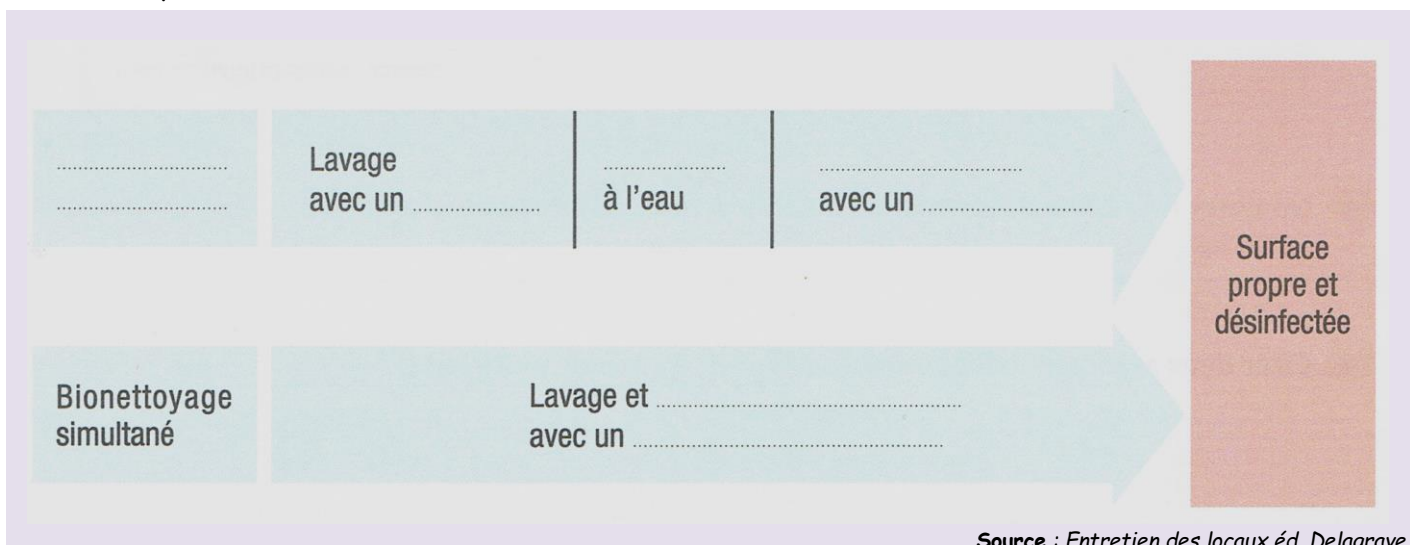 ..............................
..............................
Lavage
avec un ......................
.....................
à l'eau
...................................
avec un ..............................
Surface
propre et
désinfectée
Bionettoyage
simultané
Lavage et .....................................................
avec un ......................................................
Source : Entretien des locaux éd. Delagrave